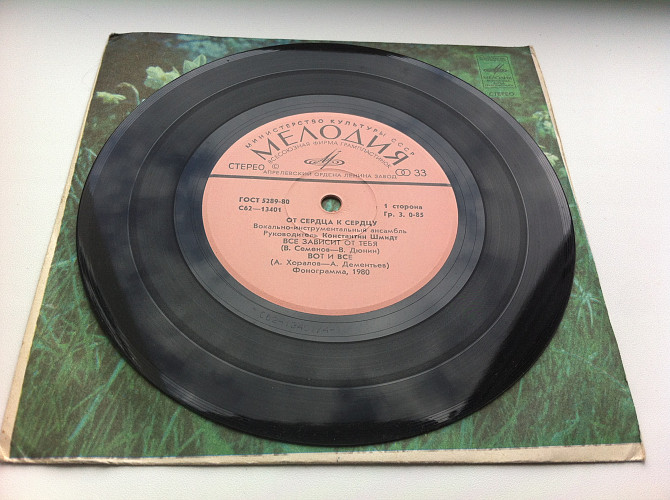 МИНИСТЕРСТВО КУЛЬТУРЫ СССР
МЕЛОДИЯ
ВСЕСОЮЗНАЯ ФИРМА ГРАМПЛАСТИНОК
СТЕРЕО
33
АПРЕЛЕВСКИЙ ОРДЕНА ЛЕНИНА ЗАВОД
ГОСТ 5289-80
1 сторона
С62—13401
Гр. 3. 0-85
ОТ СЕРДЦА К СЕРДЦУ
Вокально-инструментальный ансамбль
Руководитель Константин Шмидт
ВСЕ ЗАВИСИТ ОТ ТЕБЯ
(В. Семенов—В. Дюнин)
ВОТ И ВСЕ
(А. Хоралов—А. Дементьев)
Фонограмма, 1980
СТЕРЕО